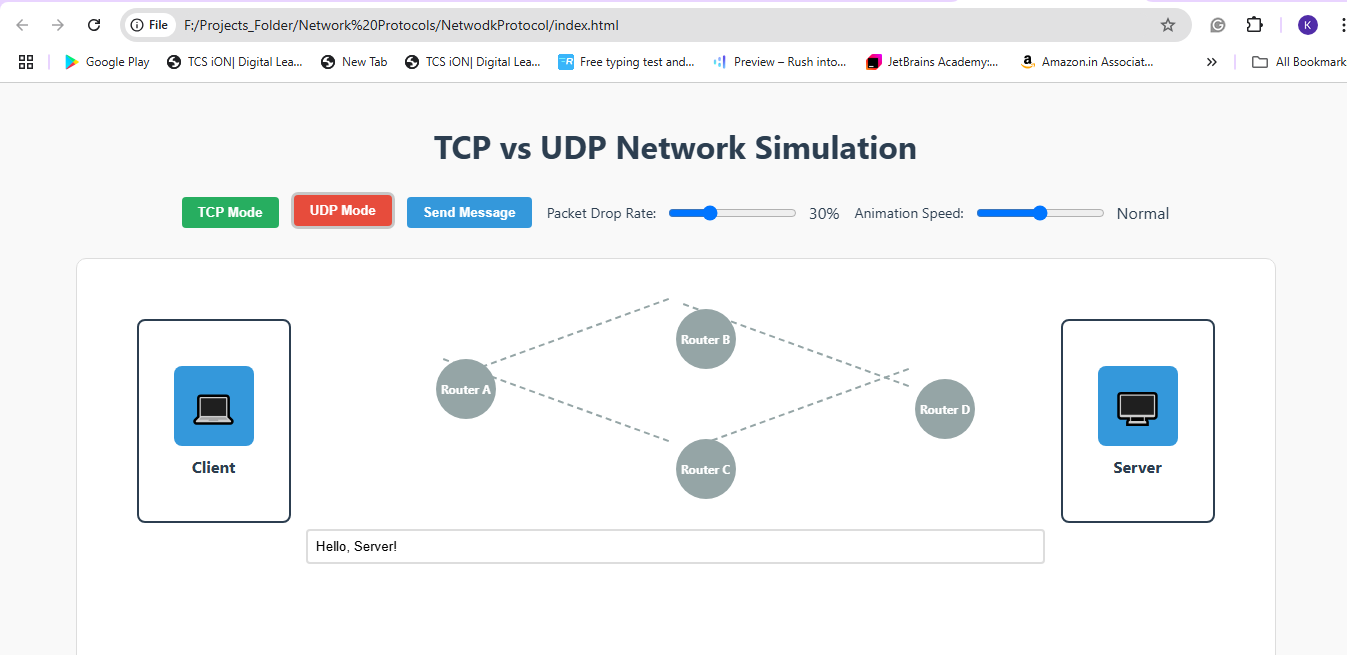 File F:/Projects_Folder/Network%20Protocols/NetwodkProtocol/index.html K
Google Play TCS iON| Digital Lea... New Tab TCS iON| Digital Lea... Free typing test and... Preview – Rush into... JetBrains Academy:... Amazon.in Associat... » All Bookmark
TCP vs UDP Network Simulation
TCP Mode UDP Mode Send Message Packet Drop Rate: 30% Animation Speed: Normal
Router B
Router A
Router D
Client
Router C
Server
Hello, Server!